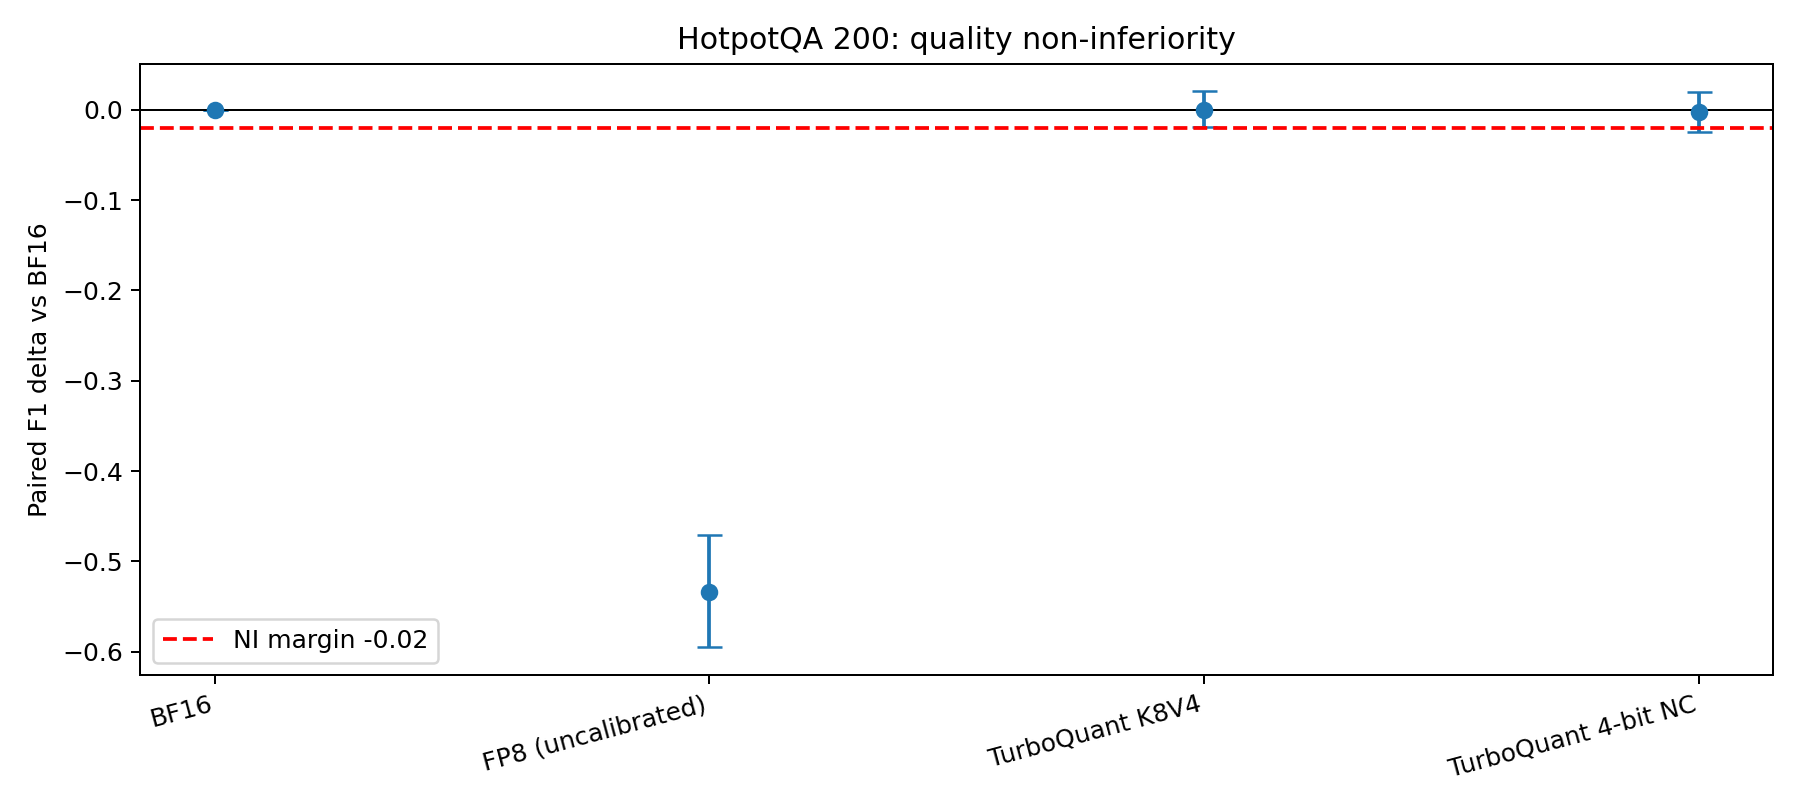 HotpotQA 200: quality non-inferiority
Paired F1 delta vs BF16
0.0
−0.1
−0.2
−0.3
−0.4
−0.5
−0.6
NI margin -0.02
BF16
FP8 (uncalibrated)
TurboQuant K8V4
TurboQuant 4-bit NC